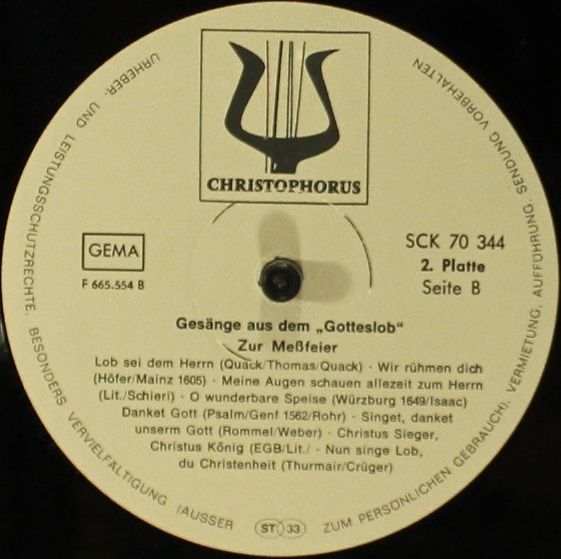 CHRISTOPHORUS
GEMA
F 665.554 B
SCK 70 344
2. Platte
Seite B
Gesänge aus dem „Gotteslob“
Zur Meßfeier
Lob sei dem Herrn (Quack/Thomas/Quack) · Wir rühmen dich
(Höfer/Mainz 1605) · Meine Augen schauen allezeit zum Herrn
(Lit./Schierl) · O wunderbare Speise (Würzburg 1649/Isaac)
Danket Gott (Psalm/Genf 1562/Rohr) · Singet, danket
unserm Gott (Rommel/Weber) · Christus Sieger,
Christus König (EGB/Lit./ · Nun singe Lob,
du Christenheit (Thurmair/Crüger)
URHEBER. UND LEISTUNGSSCHUTZRECHTE. BESONDERS VERVIELFÄLTIGUNG (AUSSER ZUM PERSÖNLICHEN GEBRAUCH), VERMIETUNG, AUFFÜHRUNG, SENDUNG VORBEHALTEN
ST 33